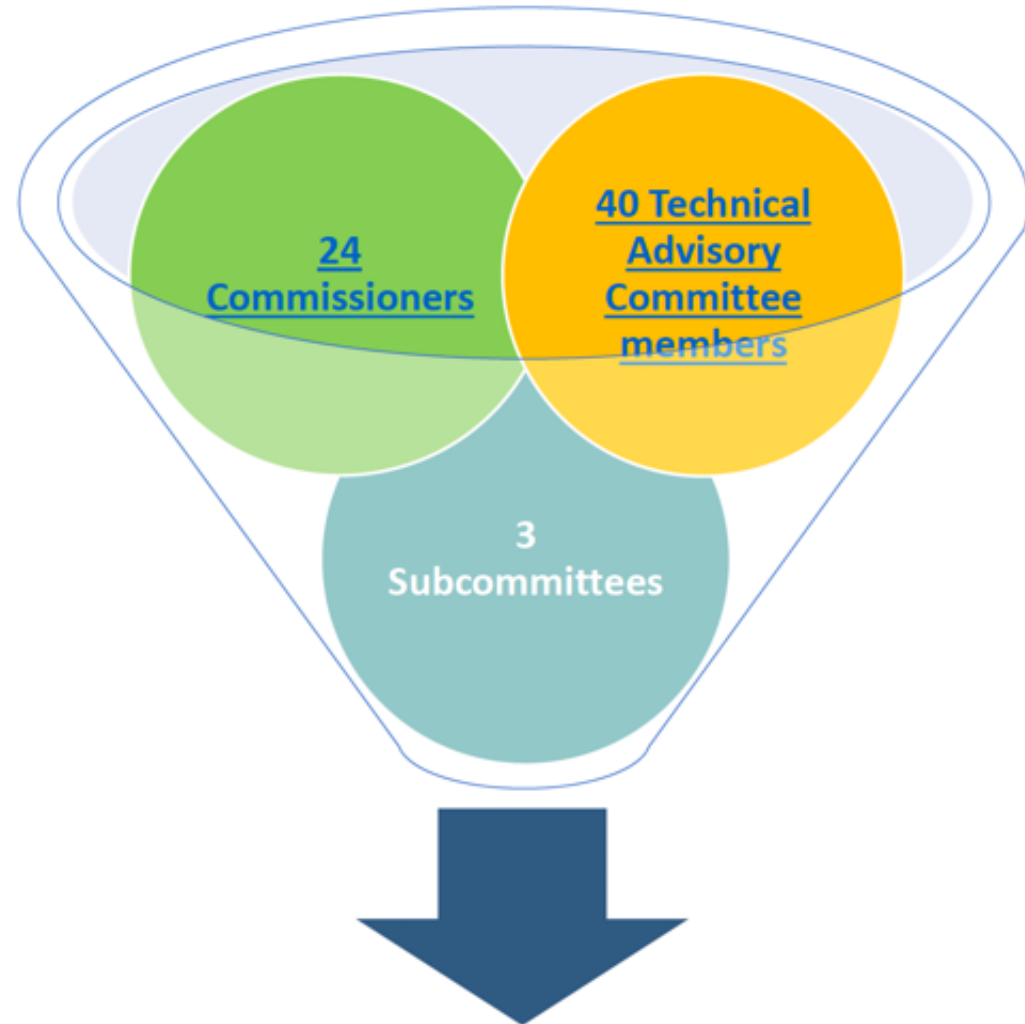 24
Commissioners
40 Technical
Advisory
Committee
members
3
Subcommittees